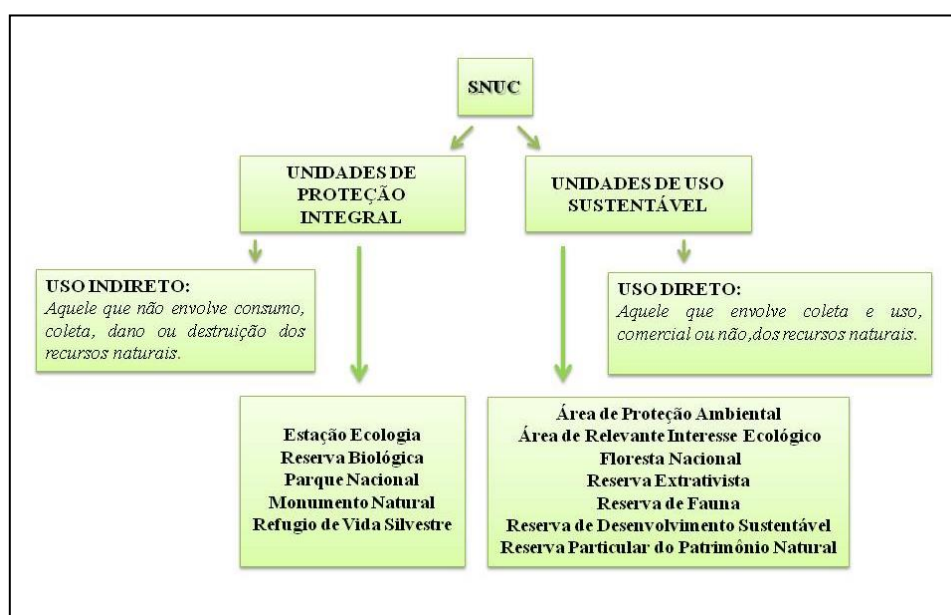 SNUC
UNIDADES DE
PROTEÇÃO
INTEGRAL
UNIDADES DE USO
SUSTENTÁVEL
USO INDIRETO:
Aquele que não envolve consumo,
coleta, dano ou destruição dos
recursos naturais.
USO DIRETO:
Aquele que envolve coleta e uso,
comercial ou não,dos recursos naturais.
Estação Ecologia
Reserva Biológica
Parque Nacional
Monumento Natural
Refugio de Vida Silvestre
Área de Proteção Ambiental
Área de Relevante Interesse Ecológico
Floresta Nacional
Reserva Extrativista
Reserva de Fauna
Reserva de Desenvolvimento Sustentável
Reserva Particular do Patrimônio Natural